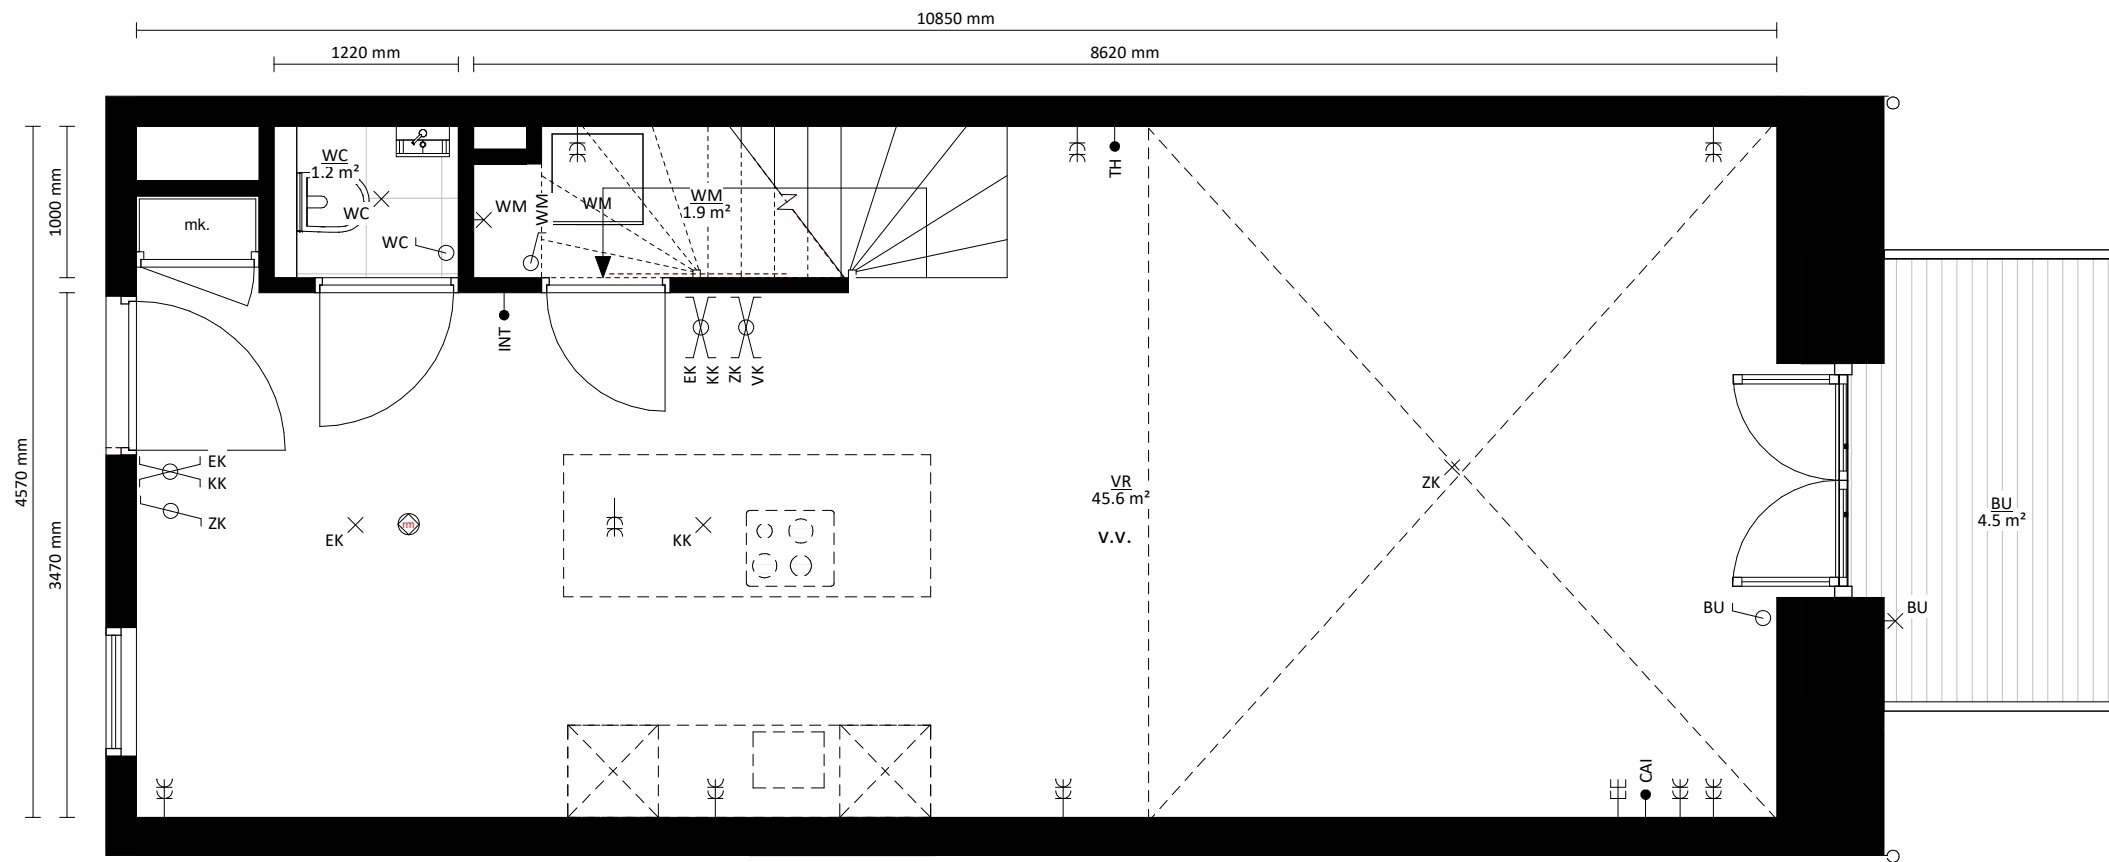 10850 mm
1220 mm
8620 mm
4570 mm
1000 mm
3470 mm
WC
1.2 m²
WC
WC
mk.
WM
WM
WM
WM
1.9 m²
TH
INT
EK
KK
ZK
VK
EK
KK
ZK
EK
rm
KK
VR
45.6 m²
v.v.
ZK
BU
4.5 m²
BU
BU
CAI